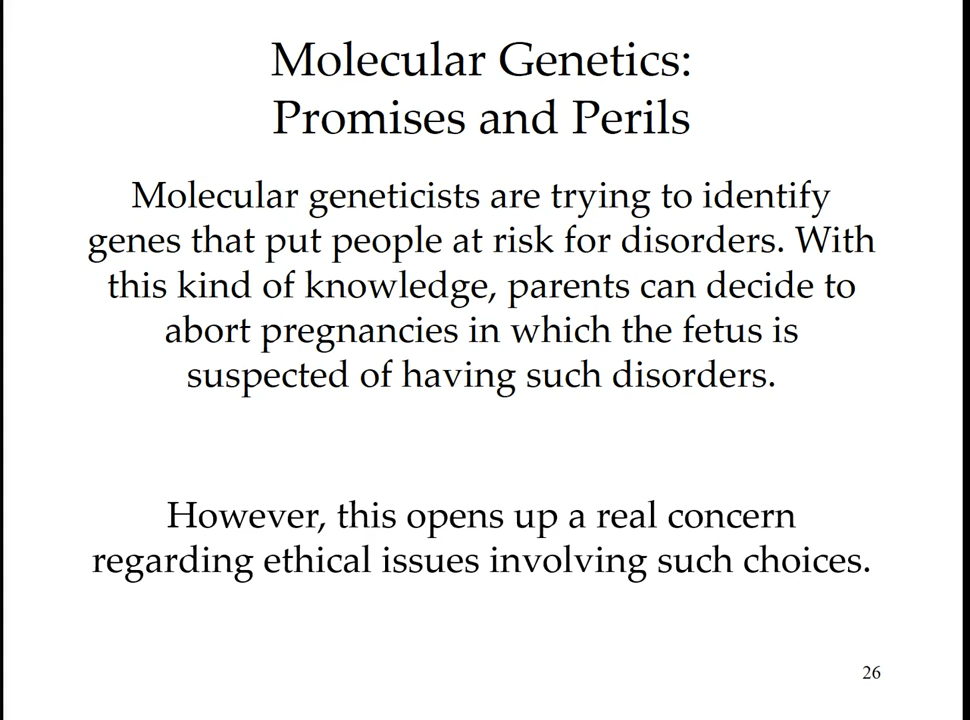 Molecular Genetics:
Promises and Perils
Molecular geneticists are trying to identify
genes that put people at risk for disorders. With
this kind of knowledge, parents can decide to
abort pregnancies in which the fetus is
suspected of having such disorders.
However, this opens up a real concern
regarding ethical issues involving such choices.
26